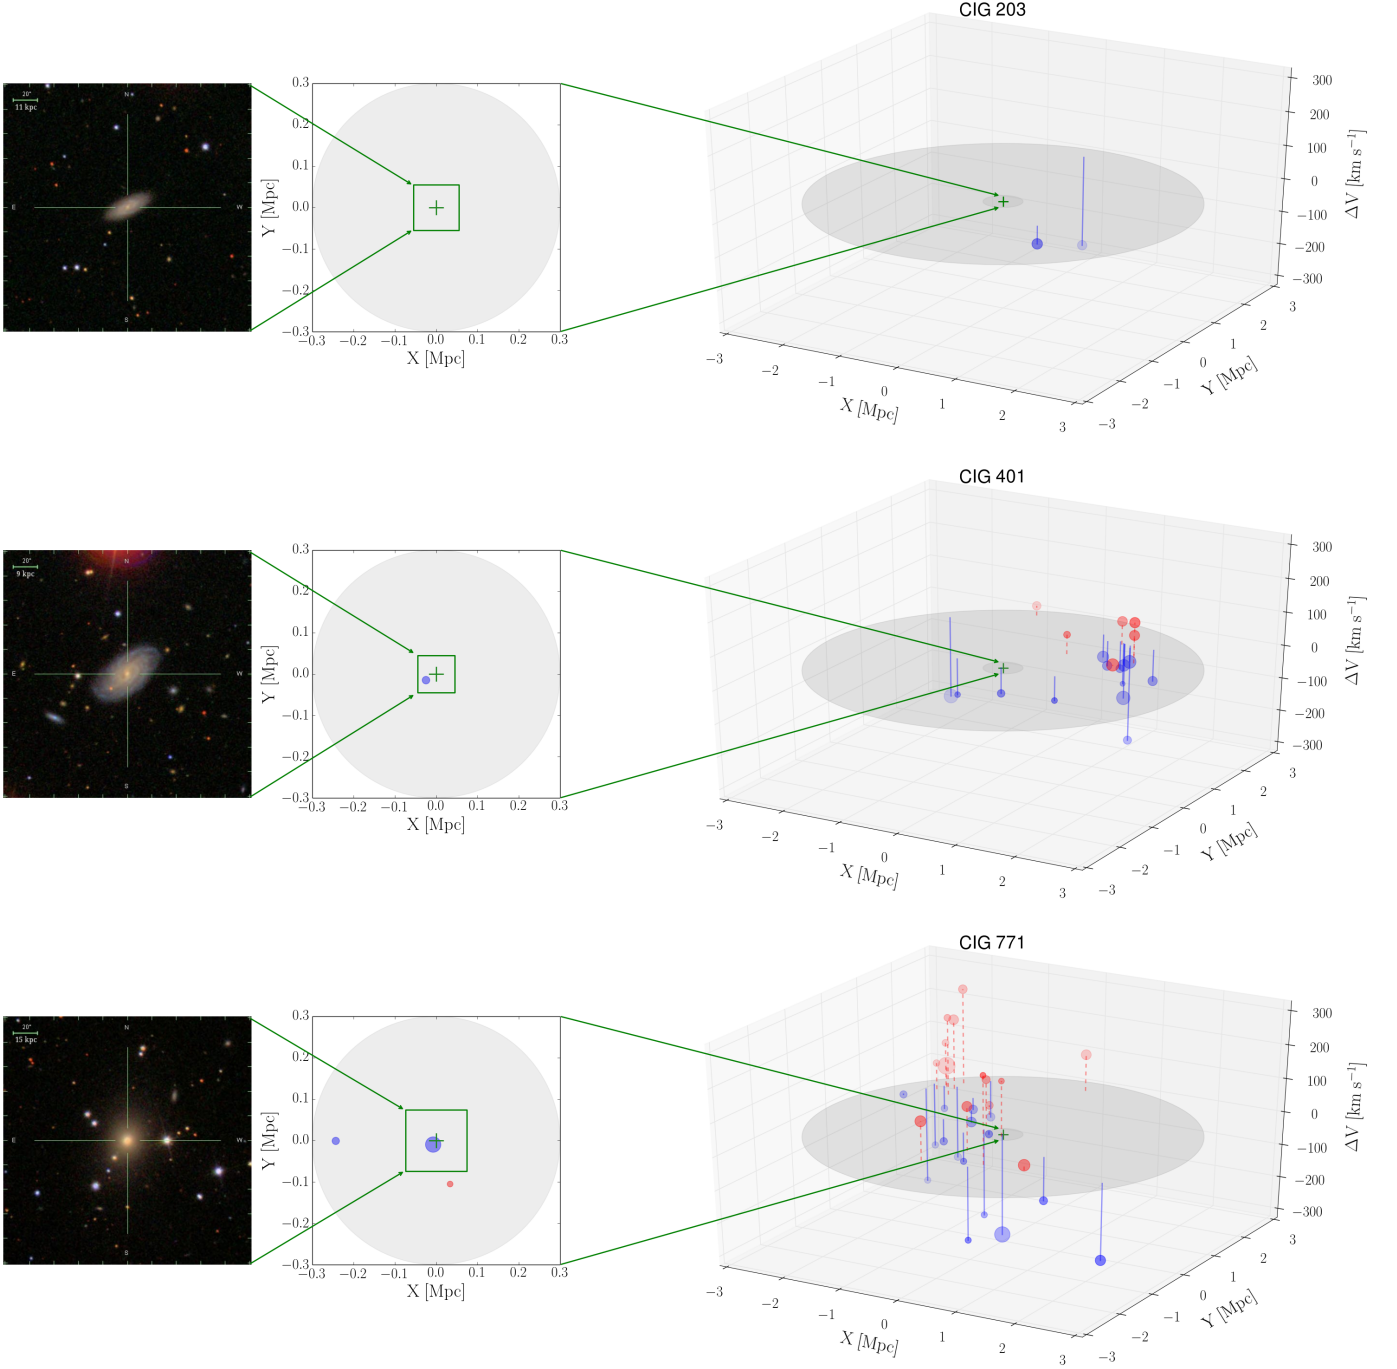 CIG 203
20"
11 kpc
N
E
W
S
0.3
0.2
0.1
0.0
−0.1
−0.2
−0.3
Y [Mpc]
−0.3 −0.2 −0.1 0.0 0.1 0.2 0.3
X [Mpc]
300
200
100
0
−100
−200
−300
ΔV [km s⁻¹]
−3 −2 −1 0 1 2 3
X [Mpc]
−3 −2 −1 0 1 2 3
Y [Mpc]
CIG 401
20"
9 kpc
N
E
W
S
0.3
0.2
0.1
0.0
−0.1
−0.2
−0.3
Y [Mpc]
−0.3 −0.2 −0.1 0.0 0.1 0.2 0.3
X [Mpc]
300
200
100
0
−100
−200
−300
ΔV [km s⁻¹]
−3 −2 −1 0 1 2 3
X [Mpc]
−3 −2 −1 0 1 2 3
Y [Mpc]
CIG 771
20"
15 kpc
N
E
W
S
0.3
0.2
0.1
0.0
−0.1
−0.2
−0.3
Y [Mpc]
−0.3 −0.2 −0.1 0.0 0.1 0.2 0.3
X [Mpc]
300
200
100
0
−100
−200
−300
ΔV [km s⁻¹]
−3 −2 −1 0 1 2 3
X [Mpc]
−3 −2 −1 0 1 2 3
Y [Mpc]